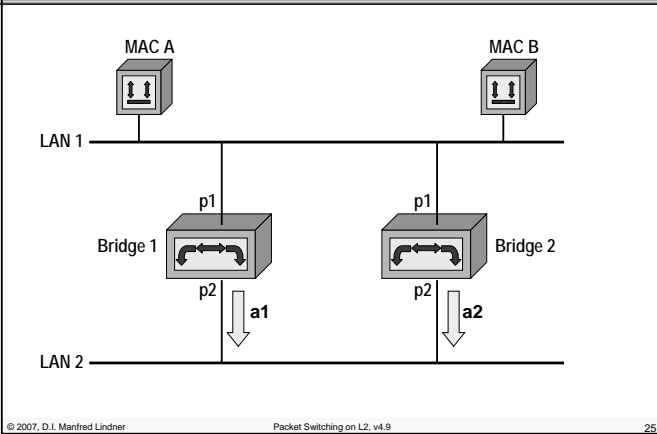 MAC A MAC B
LAN 1
p1 p1
Bridge 1 Bridge 2
p2 p2
a1 a2
LAN 2
© 2007, D.I. Manfred Lindner Packet Switching on L2, v4.9 25